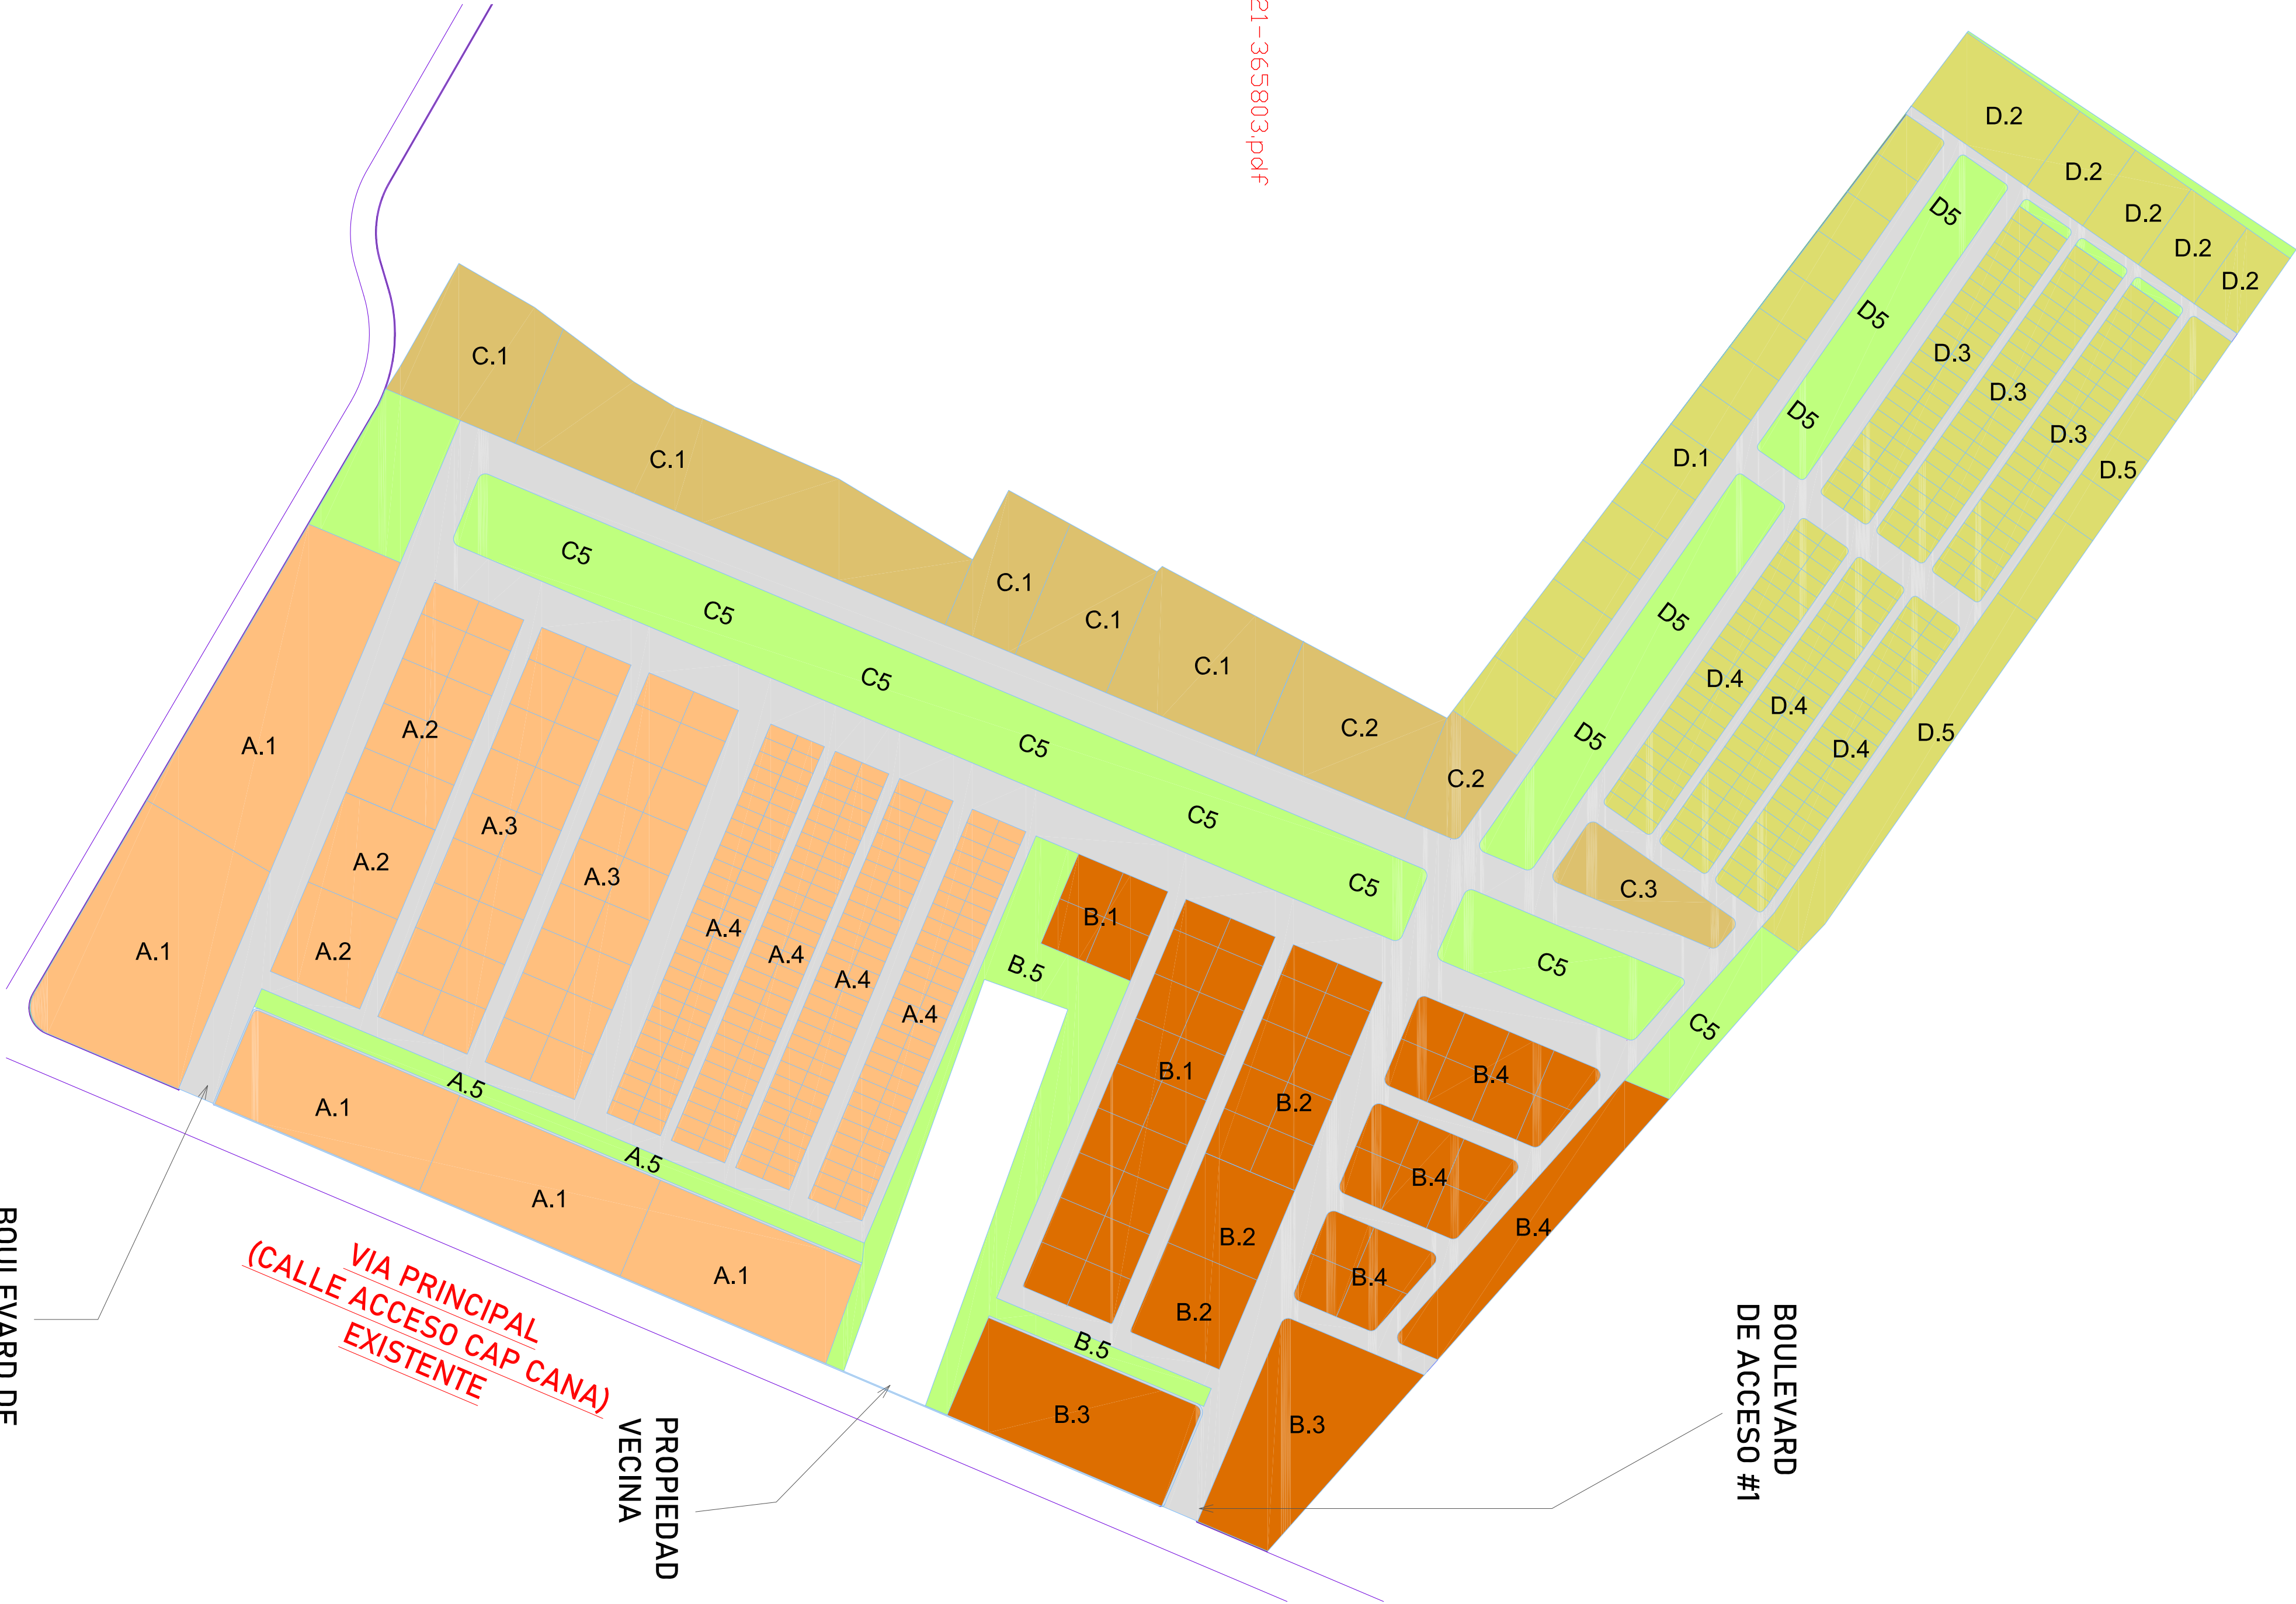 21-365803.pdf
D.2
D.2
D.2
D.2
D.2
D5
D5
D5
D.3
D.3
D.3
D.5
D.1
C.1
C.1
C.1
C.1
C.1
C.2
C.2
D5
D5
D.4
D.4
D.4
D.5
C5
C5
C5
C5
C5
C5
C.3
C5
C5
A.1
A.1
A.2
A.2
A.2
A.3
A.3
A.4
A.4
A.4
A.4
A.5
A.5
A.1
A.1
A.1
B.1
B.5
B.1
B.2
B.2
B.2
B.5
B.3
B.4
B.4
B.4
B.4
B.3
VIA PRINCIPAL
(CALLE ACCESO CAP CANA)
EXISTENTE
PROPIEDAD
VECINA
BOULEVARD
DE ACCESO #1
BOULEVARD DE